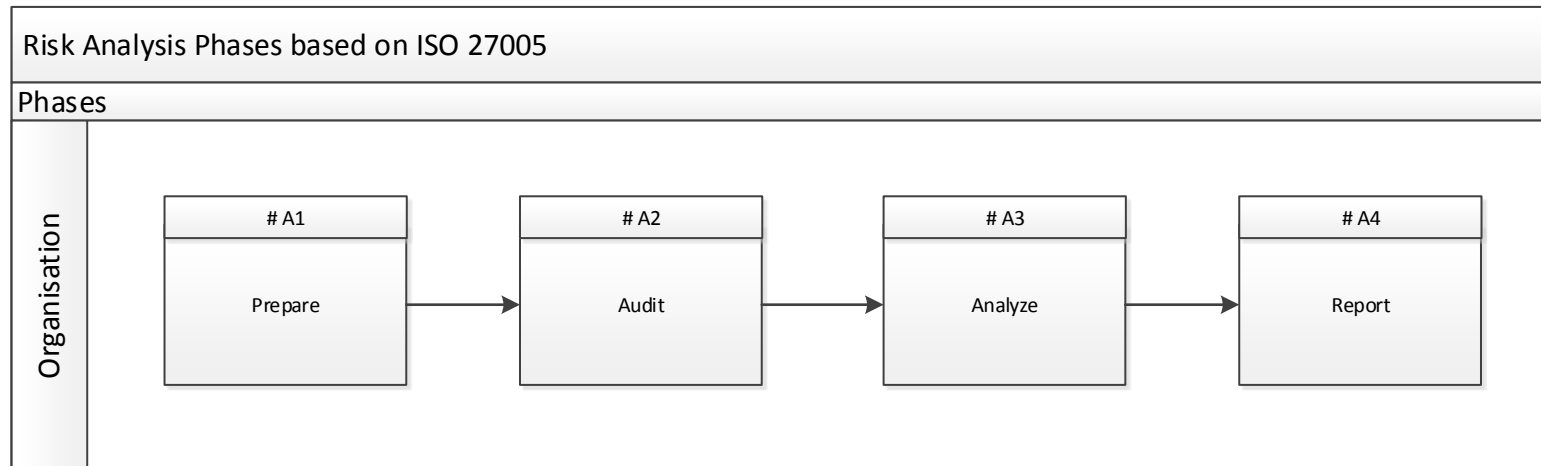 Risk Analysis Phases based on ISO 27005
Phases
Organisation
# A1
Prepare
# A2
Audit
# A3
Analyze
# A4
Report